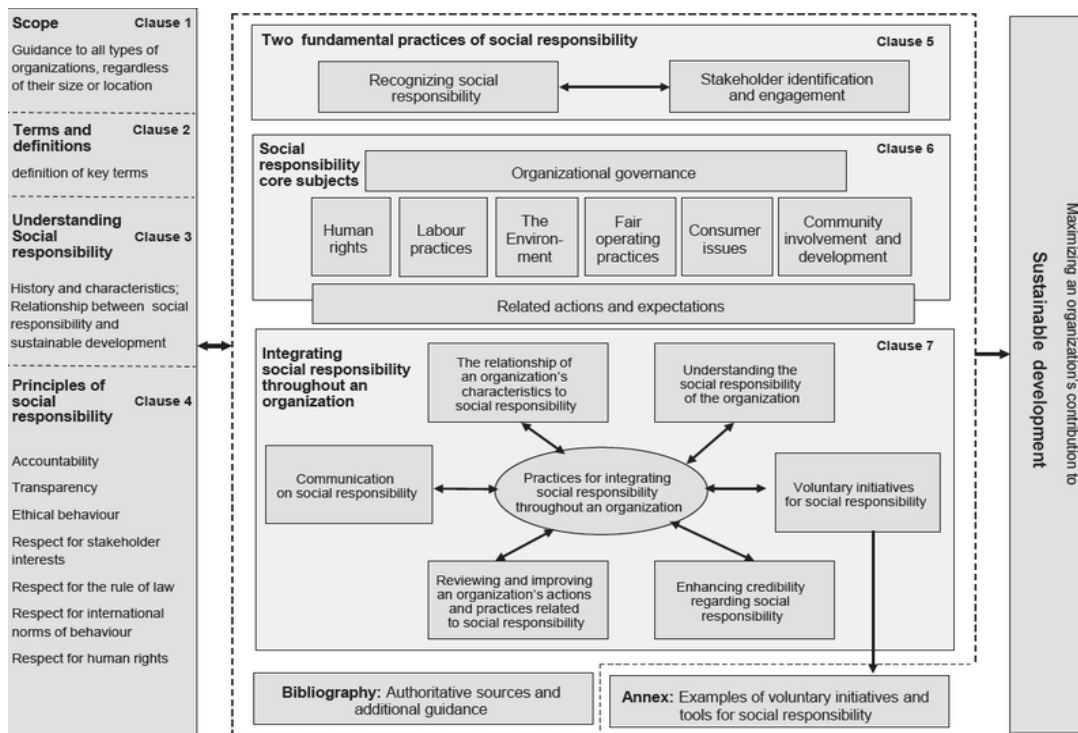 Scope Clause 1
Guidance to all types of
organizations, regardless
of their size or location
Terms and Clause 2
definitions
definition of key terms
Understanding
Social Clause 3
responsibility
History and characteristics;
Relationship between social
responsibility and
sustainable development
Principles of
social Clause 4
responsibility
Accountability
Transparency
Ethical behaviour
Respect for stakeholder
interests
Respect for the rule of law
Respect for international
norms of behaviour
Respect for human rights
Two fundamental practices of social responsibility Clause 5
Recognizing social
responsibility
Stakeholder identification
and engagement
Social
responsibility
core subjects
Clause 6
Organizational governance
Human
rights
Labour
practices
The
Environ-
ment
Fair
operating
practices
Consumer
issues
Community
involvement and
development
Related actions and expectations
Integrating
social responsibility
throughout an
organization
Clause 7
The relationship of
an organization's
characteristics to
social responsibility
Understanding the
social responsibility
of the organization
Communication
on social responsibility
Practices for integrating
social responsibility
throughout an organization
Voluntary initiatives
for social responsibility
Reviewing and improving
an organization's actions
and practices related
to social responsibility
Enhancing credibility
regarding social
responsibility
Bibliography: Authoritative sources and
additional guidance
Annex: Examples of voluntary initiatives and
tools for social responsibility
Maximizing an organization's contribution to
Sustainable development